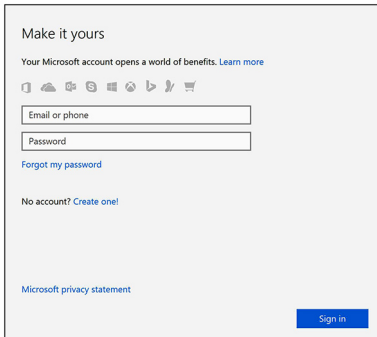 Make it yours
Your Microsoft account opens a world of benefits. Learn more
Email or phone
Password
Forgot my password
No account? Create one!
Microsoft privacy statement
Sign in